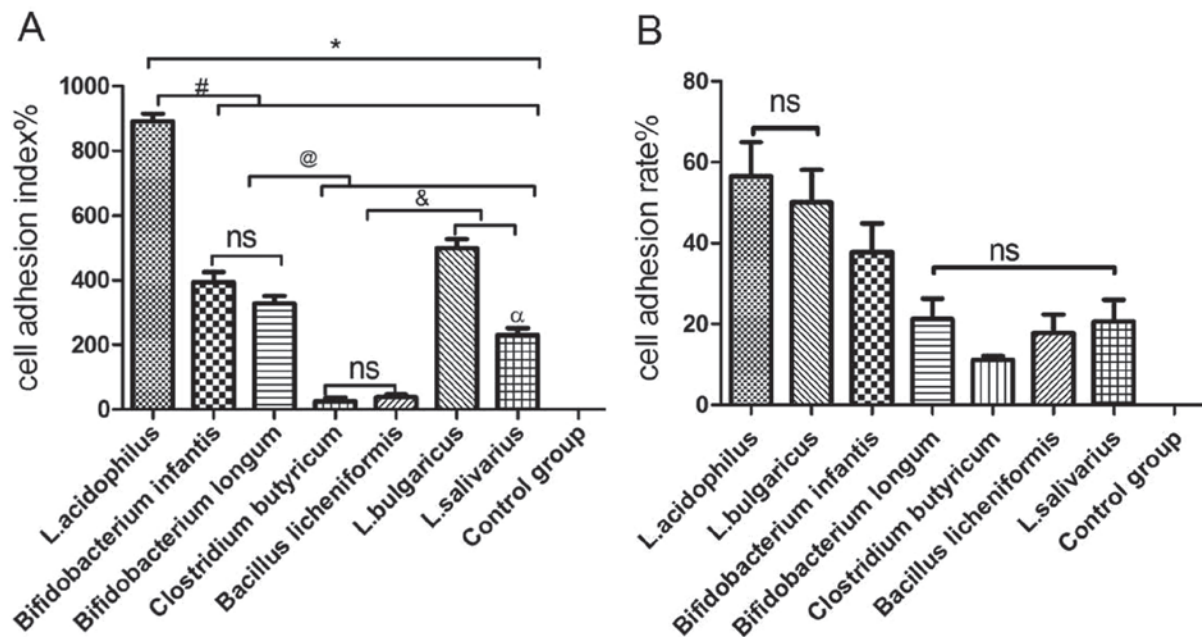 A
*
#
@
&
ns
α
ns
cell adhesion index%
1000
800
600
400
200
0
L.acidophilus
Bifidobacterium infantis
Bifidobacterium longum
Clostridium butyricum
Bacillus licheniformis
L.bulgaricus
L.salivarius
Control group
B
ns
ns
cell adhesion rate%
80
60
40
20
0
L.acidophilus
L.bulgaricus
Bifidobacterium infantis
Bifidobacterium longum
Clostridium butyricum
Bacillus licheniformis
L.salivarius
Control group